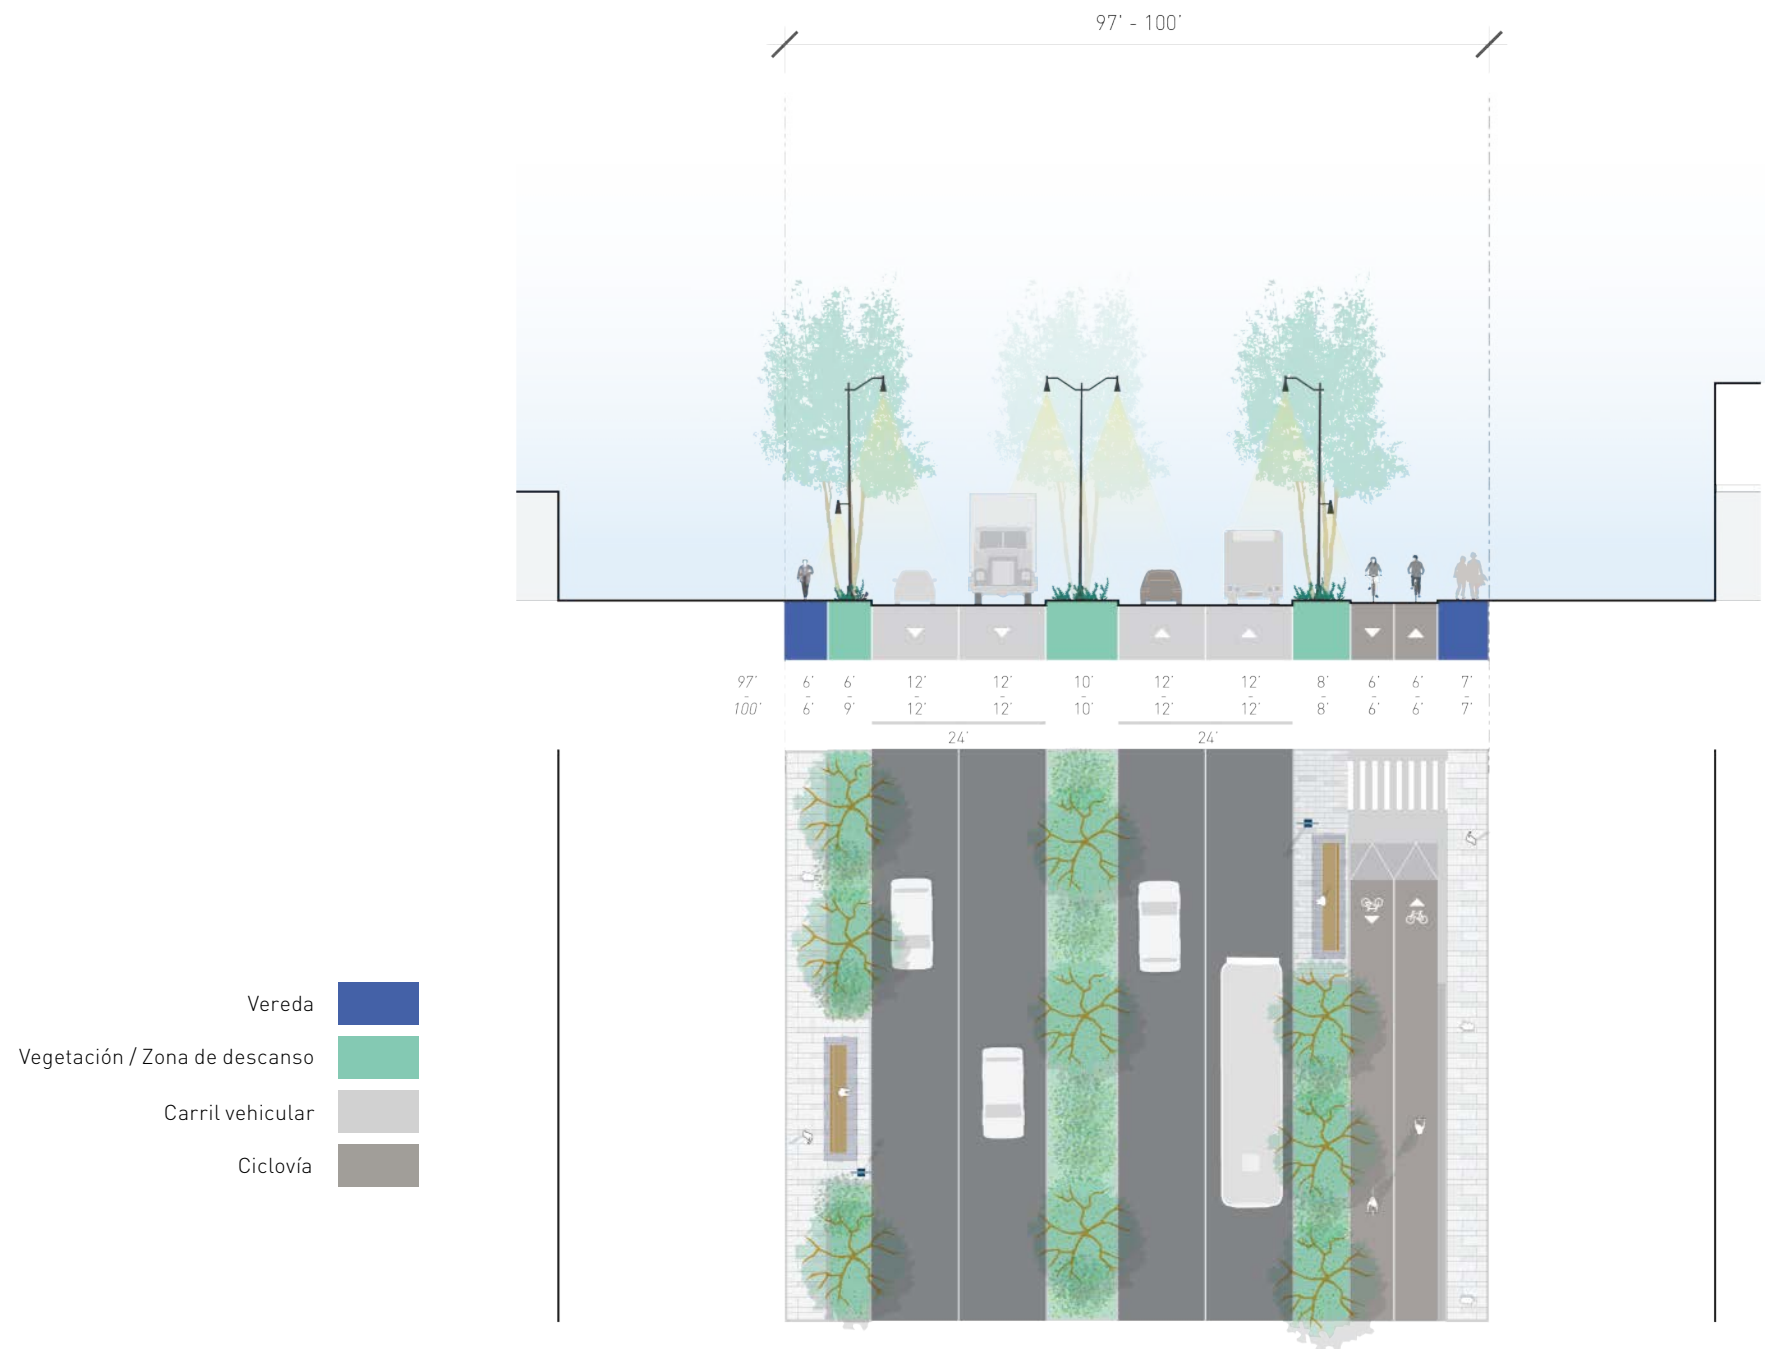 97' - 100'
97' 6' 6' 12' 12' 10' 12' 12' 8' 6' 6' 7'
- - - - - - - - - - - -
100' 6' 9' 12' 12' 10' 12' 12' 8' 6' 6' 7'
24' 24'
Vereda
Vegetación / Zona de descanso
Carril vehicular
Ciclovía